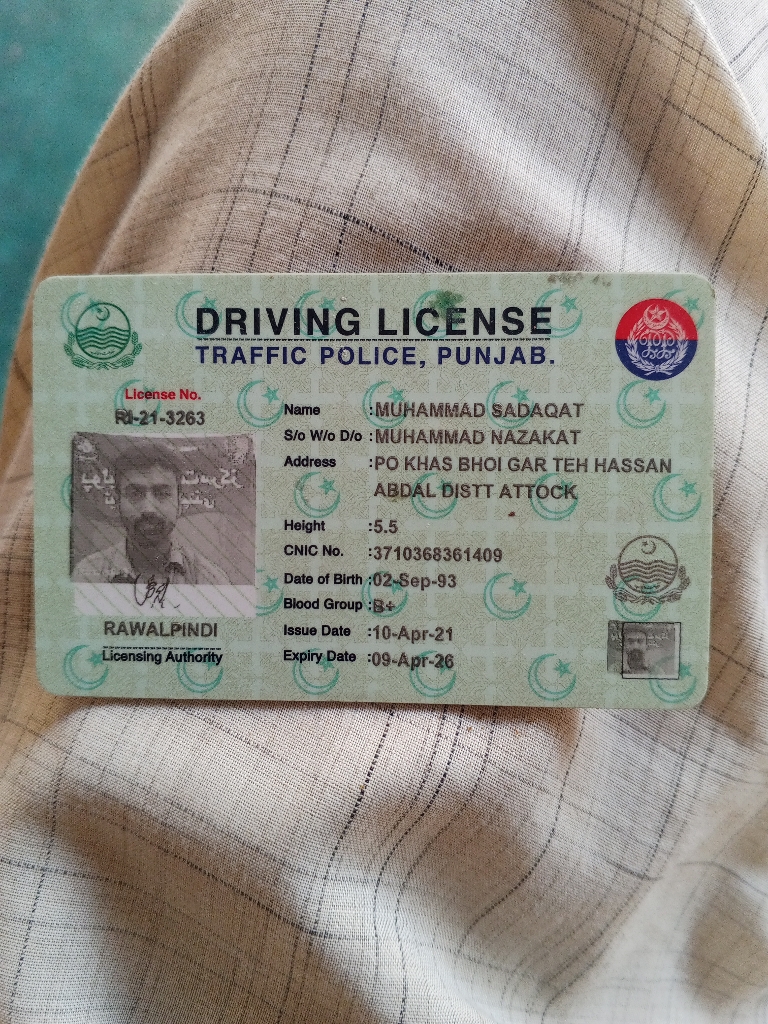 DRIVING LICENSE
TRAFFIC POLICE, PUNJAB.
License No.
RI-21-3263
Name :MUHAMMAD SADAQAT
S/o W/o D/o :MUHAMMAD NAZAKAT
Address :PO KHAS BHOI GAR TEH HASSAN
ABDAL DISTT ATTOCK
Height :5.5
CNIC No. :3710368361409
Date of Birth :02-Sep-93
Blood Group :B+
Issue Date :10-Apr-21
Expiry Date :09-Apr-26
RAWALPINDI
Licensing Authority